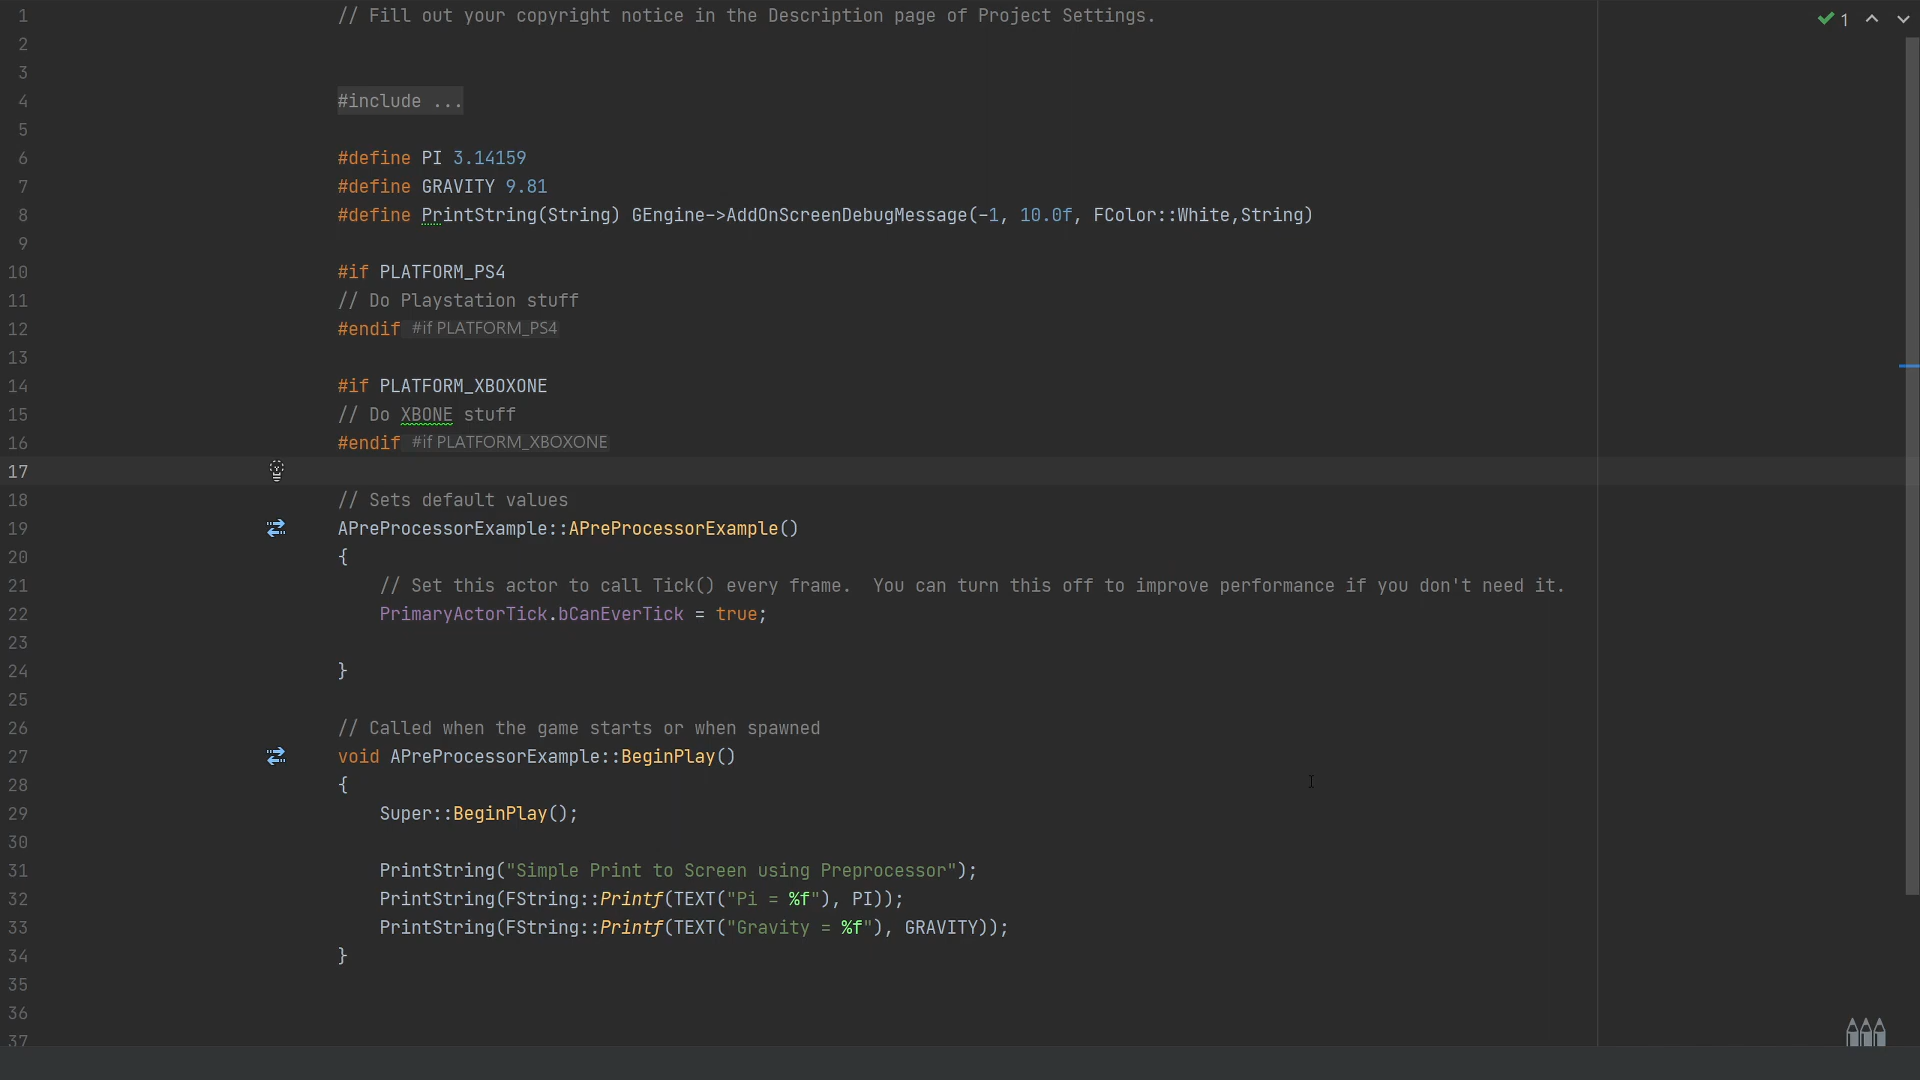 1 // Fill out your copyright notice in the Description page of Project Settings.
✓ 1
2
3
4 #include ...
5
6 #define PI 3.14159
7 #define GRAVITY 9.81
8 #define PrintString(String) GEngine->AddOnScreenDebugMessage(-1, 10.0f, FColor::White,String)
9
10 #if PLATFORM_PS4
11 // Do Playstation stuff
12 #endif #if PLATFORM_PS4
13
14 #if PLATFORM_XBOXONE
15 // Do XBONE stuff
16 #endif #if PLATFORM_XBOXONE
17
18 // Sets default values
19 APreProcessorExample::APreProcessorExample()
20 {
21 // Set this actor to call Tick() every frame.  You can turn this off to improve performance if you don't need it.
22 PrimaryActorTick.bCanEverTick = true;
23
24 }
25
26 // Called when the game starts or when spawned
27 void APreProcessorExample::BeginPlay()
28 {
29 Super::BeginPlay();
30
31 PrintString("Simple Print to Screen using Preprocessor");
32 PrintString(FString::Printf(TEXT("Pi = %f"), PI));
33 PrintString(FString::Printf(TEXT("Gravity = %f"), GRAVITY));
34 }
35
36
37